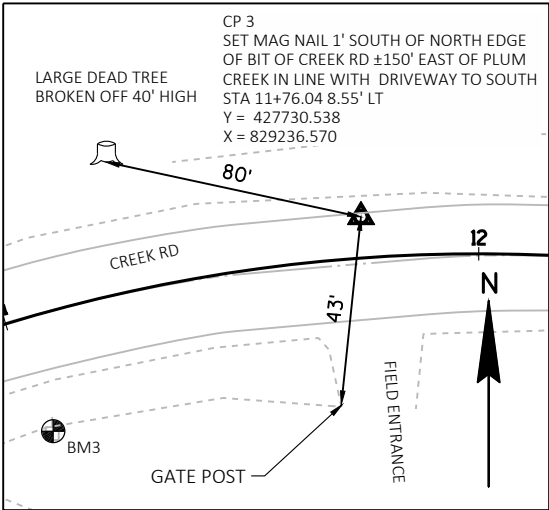 CP 3
SET MAG NAIL 1' SOUTH OF NORTH EDGE
OF BIT OF CREEK RD ±150' EAST OF PLUM
CREEK IN LINE WITH DRIVEWAY TO SOUTH
STA 11+76.04 8.55' LT
Y = 427730.538
X = 829236.570
LARGE DEAD TREE
BROKEN OFF 40' HIGH
80'
CREEK RD
12
N
43'
FIELD ENTRANCE
BM3
GATE POST